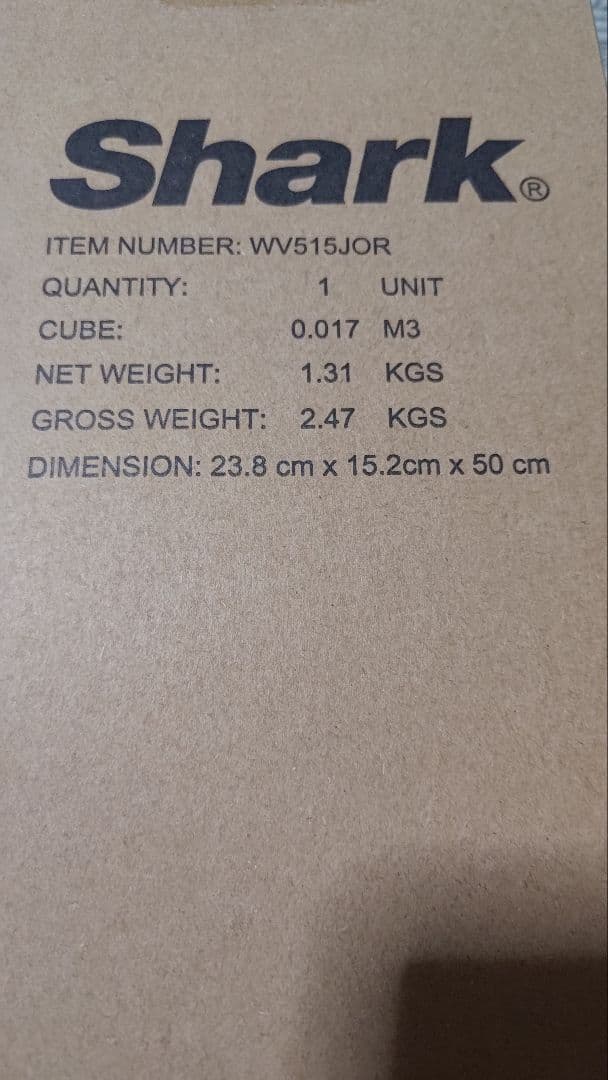 Shark®
ITEM NUMBER: WV515JOR
QUANTITY: 1 UNIT
CUBE: 0.017 M3
NET WEIGHT: 1.31 KGS
GROSS WEIGHT: 2.47 KGS
DIMENSION: 23.8 cm x 15.2cm x 50 cm